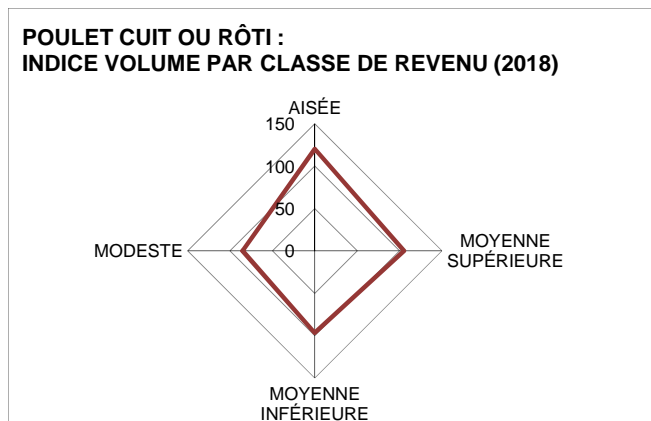 POULET CUIT OU RÔTI :
INDICE VOLUME PAR CLASSE DE REVENU (2018)
AISÉE
150
100
50
0
MODESTE
MOYENNE
SUPÉRIEURE
MOYENNE
INFÉRIEURE